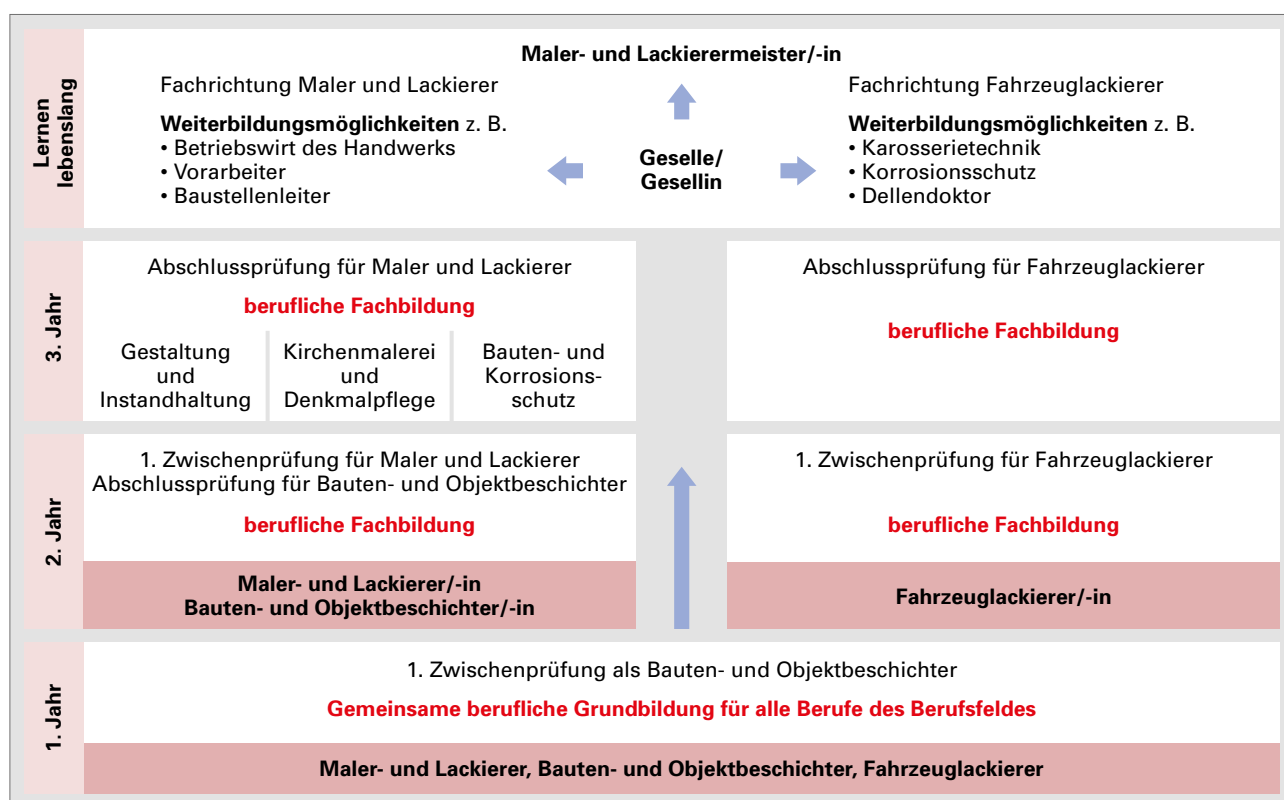 Lernen
lebenslang
Maler- und Lackierermeister/-in
Fachrichtung Maler und Lackierer
Weiterbildungsmöglichkeiten z. B.
• Betriebswirt des Handwerks
• Vorarbeiter
• Baustellenleiter
Geselle/
Gesellin
Fachrichtung Fahrzeuglackierer
Weiterbildungsmöglichkeiten z. B.
• Karosserietechnik
• Korrosionsschutz
• Dellendoktor
3. Jahr
Abschlussprüfung für Maler und Lackierer
berufliche Fachbildung
Gestaltung
und
Instandhaltung
Kirchenmalerei
und
Denkmalpflege
Bauten- und
Korrosions-
schutz
Abschlussprüfung für Fahrzeuglackierer
berufliche Fachbildung
2. Jahr
1. Zwischenprüfung für Maler und Lackierer
Abschlussprüfung für Bauten- und Objektbeschichter
berufliche Fachbildung
Maler- und Lackierer/-in
Bauten- und Objektbeschichter/-in
1. Zwischenprüfung für Fahrzeuglackierer
berufliche Fachbildung
Fahrzeuglackierer/-in
1. Jahr
1. Zwischenprüfung als Bauten- und Objektbeschichter
Gemeinsame berufliche Grundbildung für alle Berufe des Berufsfeldes
Maler- und Lackierer, Bauten- und Objektbeschichter, Fahrzeuglackierer